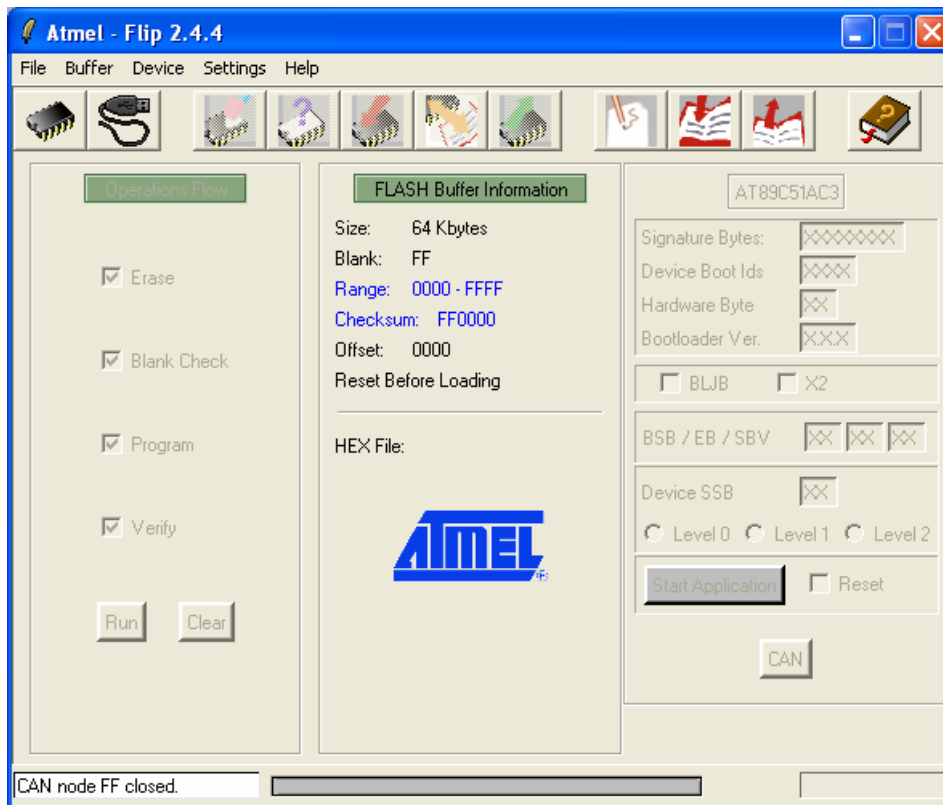 Atmel - Flip 2.4.4
File Buffer Device Settings Help
Operations Flow
Erase
Blank Check
Program
Verify
Run Clear
FLASH Buffer Information
Size: 64 Kbytes
Blank: FF
Range: 0000 - FFFF
Checksum: FF0000
Offset: 0000
Reset Before Loading
HEX File:
ATMEL ®
AT89C51AC3
Signature Bytes: XXXXXXXX
Device Boot Ids XXXX
Hardware Byte XX
Bootloader Ver. X.X.X
BLJB X2
BSB / EB / SBV XX XX XX
Device SSB XX
Level 0 Level 1 Level 2
Start Application Reset
CAN
CAN node FF closed.